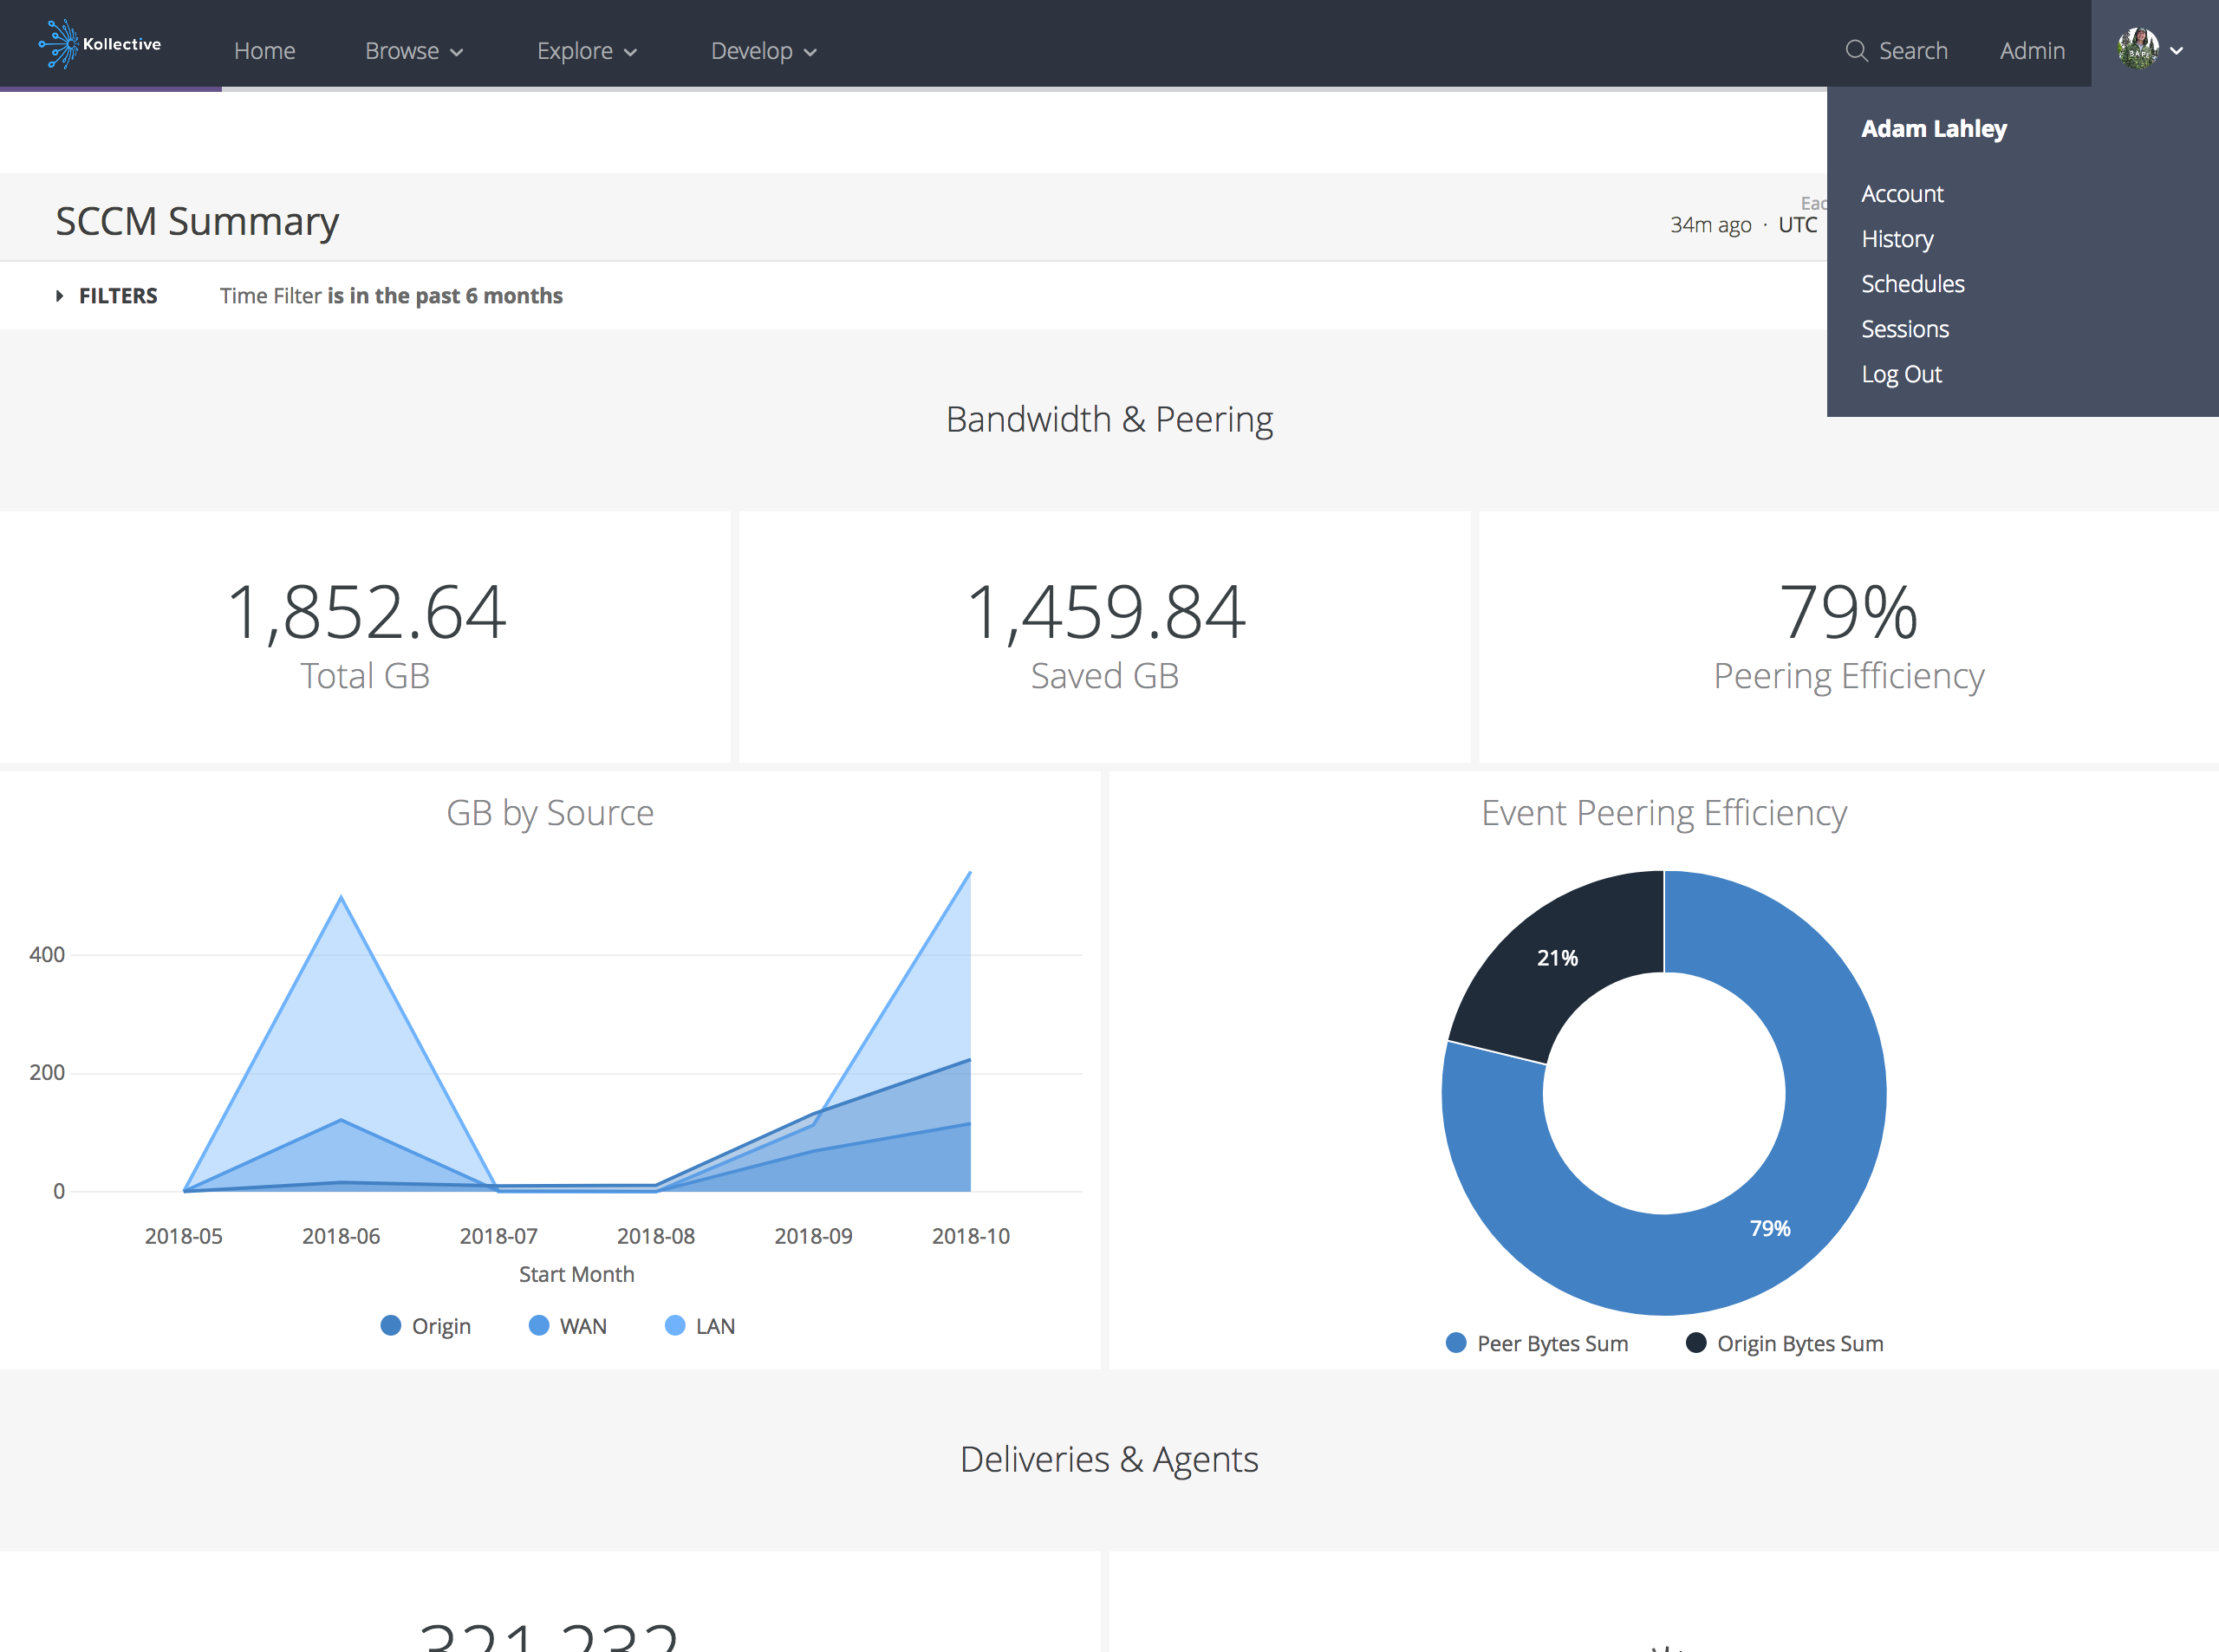 Kollective
Home
Browse
Explore
Develop
Search
Admin
Adam Lahley
Account
History
Schedules
Sessions
Log Out
SCCM Summary
34m ago · UTC
FILTERS
Time Filter is in the past 6 months
Bandwidth & Peering
1,852.64
Total GB
1,459.84
Saved GB
79%
Peering Efficiency
GB by Source
400
200
0
2018-05 2018-06 2018-07 2018-08 2018-09 2018-10
Start Month
Origin WAN LAN
Event Peering Efficiency
21%
79%
Peer Bytes Sum Origin Bytes Sum
Deliveries & Agents
321,232